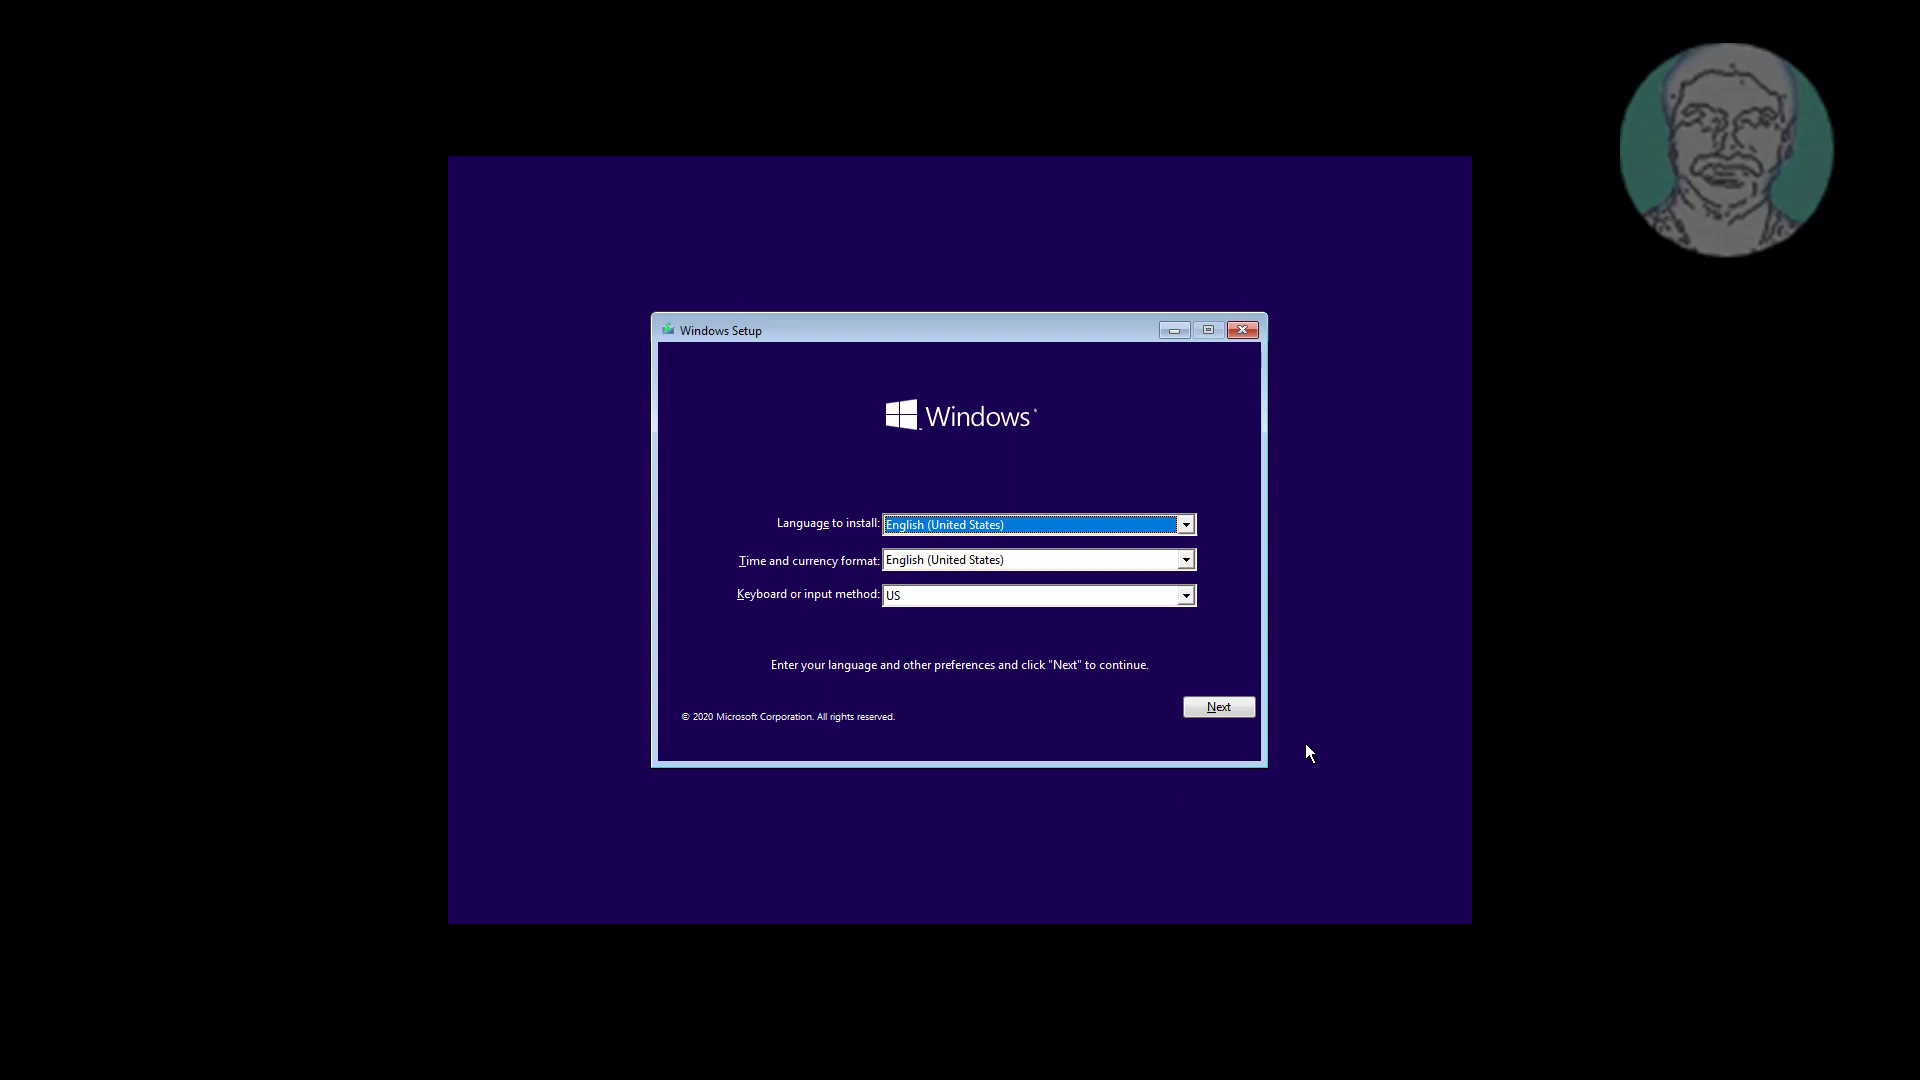 Windows Setup
Windows
Language to install: English (United States)
Time and currency format: English (United States)
Keyboard or input method: US
Enter your language and other preferences and click "Next" to continue.
Next
© 2020 Microsoft Corporation. All rights reserved.